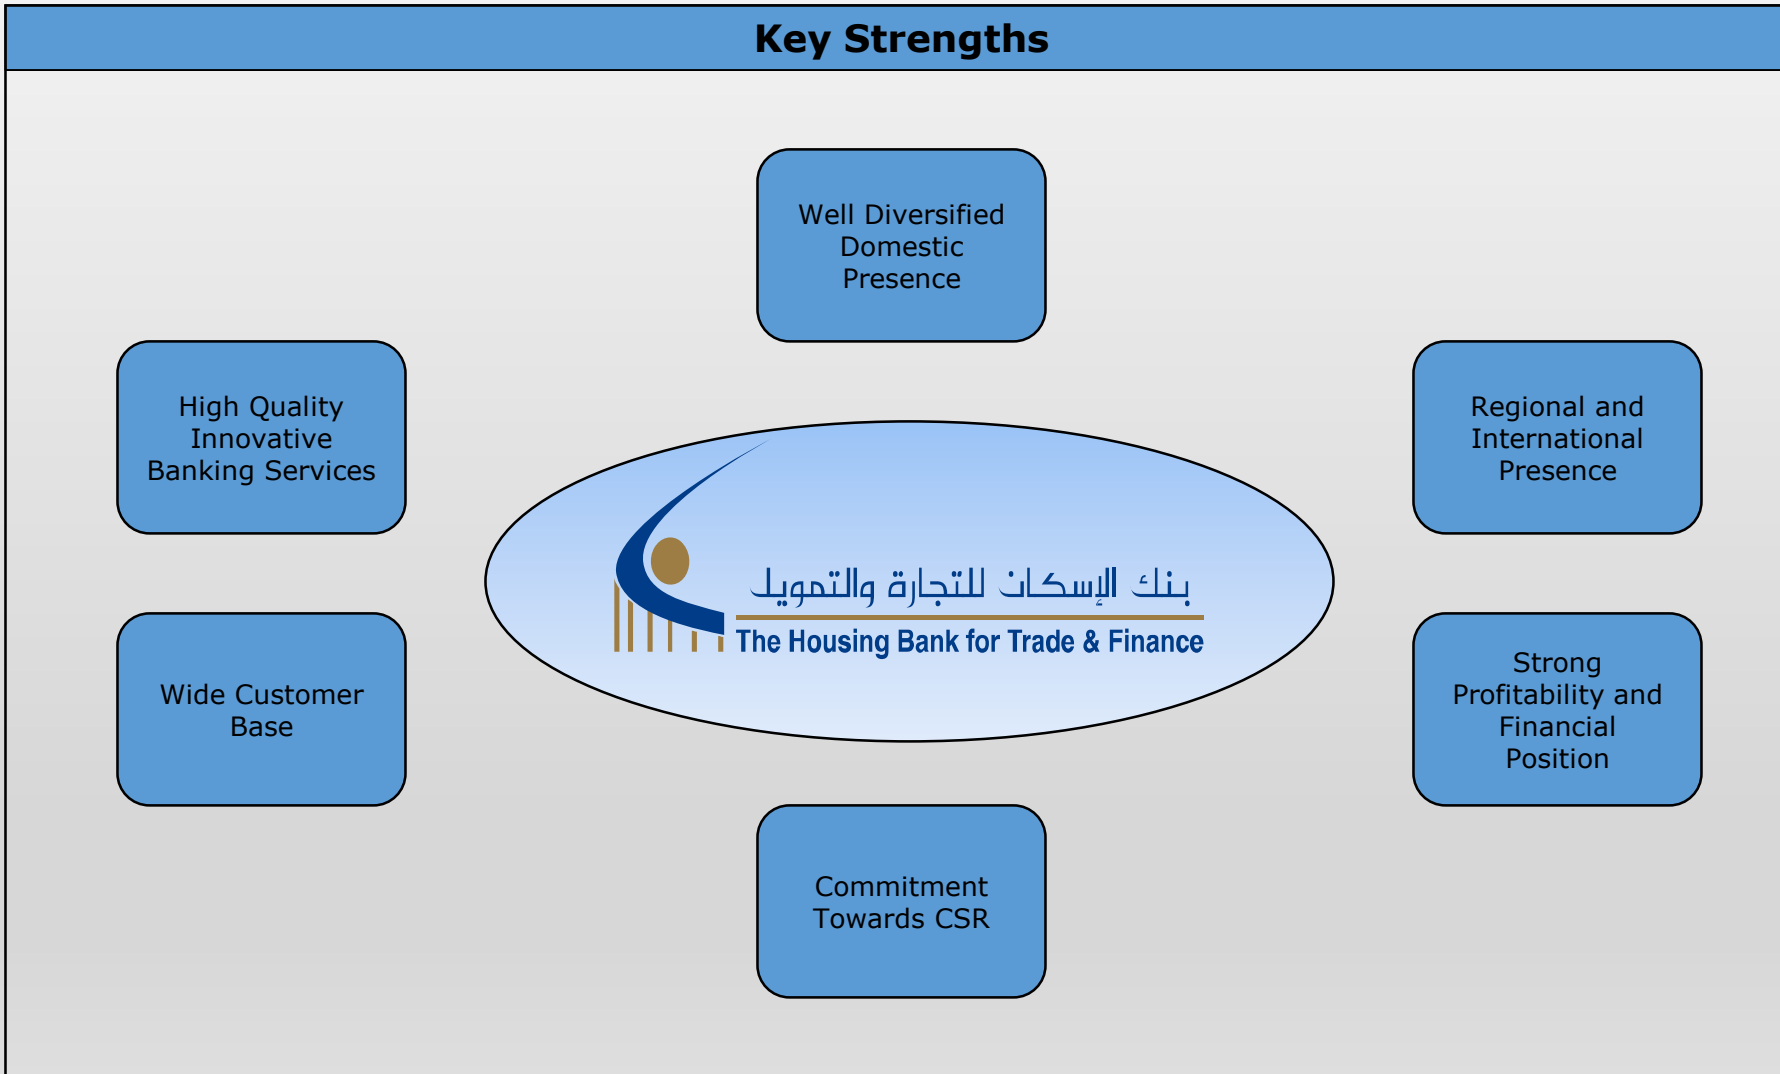 Key Strengths
Well Diversified
Domestic
Presence
High Quality
Innovative
Banking Services
Regional and
International
Presence
بنك الإسكان للتجارة والتمويل
The Housing Bank for Trade & Finance
Wide Customer
Base
Strong
Profitability and
Financial
Position
Commitment
Towards CSR